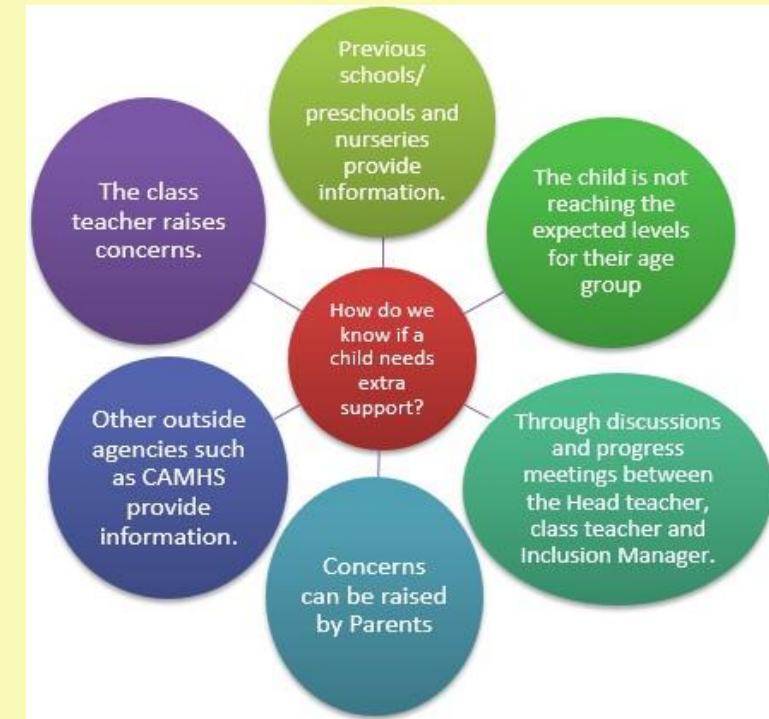 Previous
schools/
preschools and
nurseries
provide
information.
The child is not
reaching the
expected levels
for their age
group
Through discussions
and progress
meetings between
the Head teacher,
class teacher and
Inclusion Manager.
Concerns
can be raised
by Parents
Other outside
agencies such
as CAMHS
provide
information.
The class
teacher raises
concerns.
How do we
know if a
child needs
extra
support?